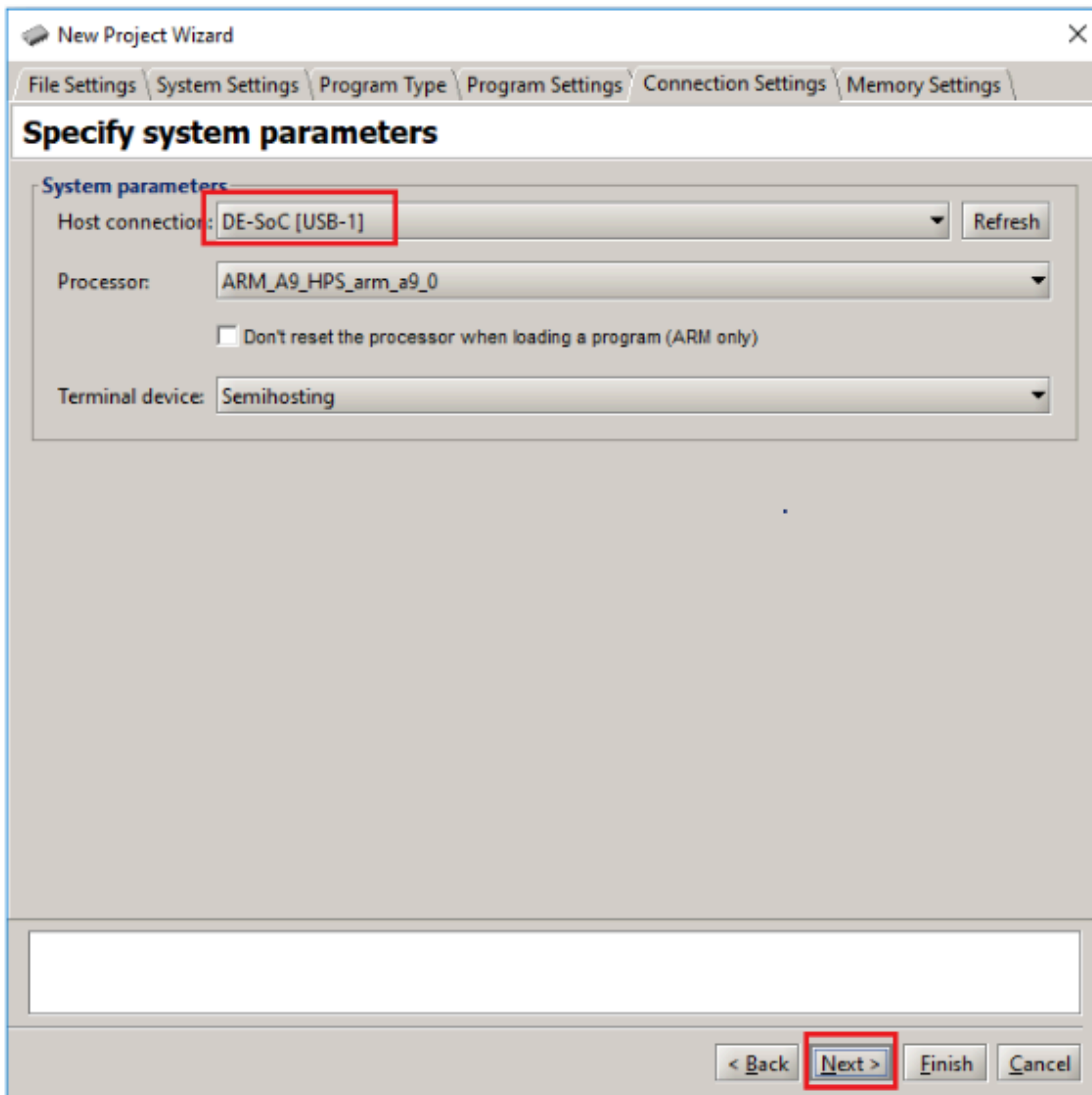 New Project Wizard
File Settings System Settings Program Type Program Settings Connection Settings Memory Settings
Specify system parameters
System parameters
Host connection: DE-SoC [USB-1] Refresh
Processor: ARM_A9_HPS_arm_a9_0
Don't reset the processor when loading a program (ARM only)
Terminal device: Semihosting
< Back Next > Finish Cancel